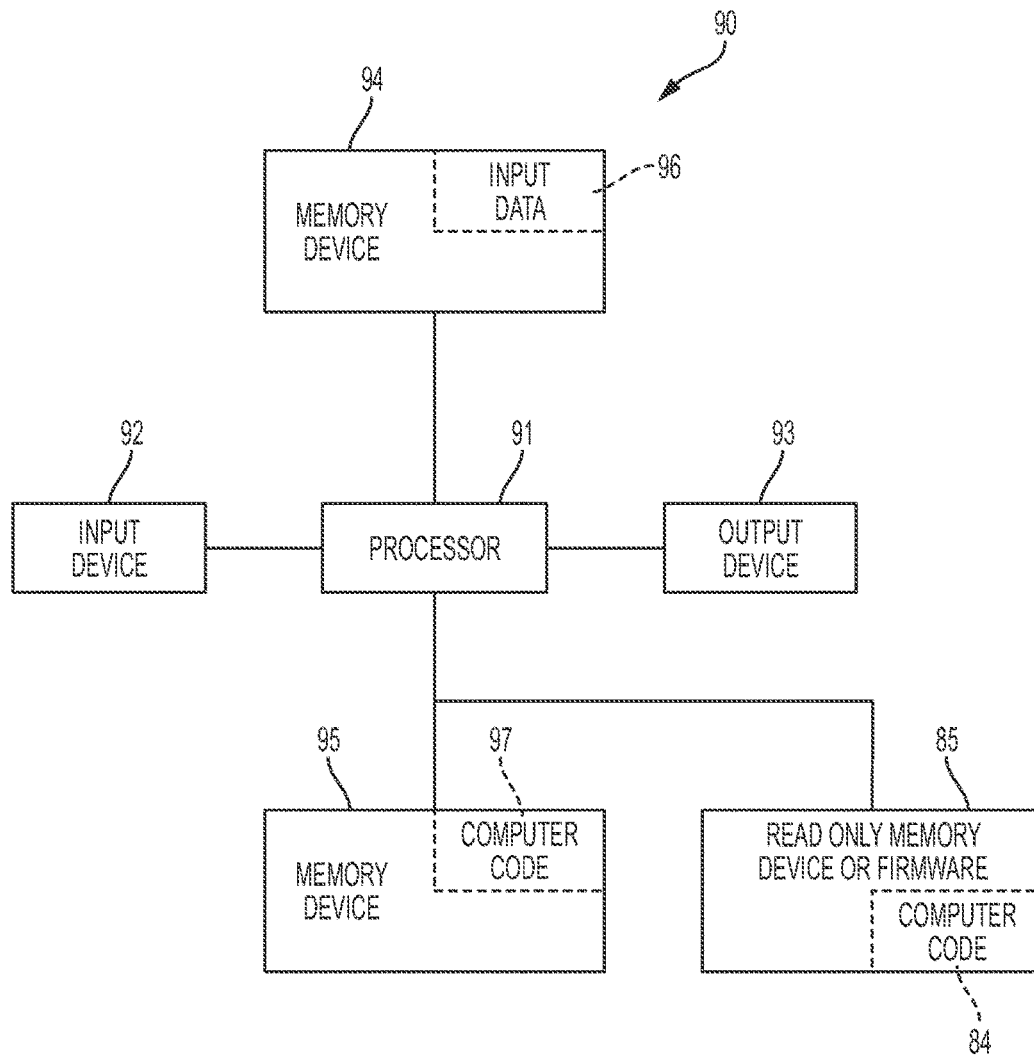 90
94
INPUT
DATA
96
MEMORY
DEVICE
92
91
93
INPUT
DEVICE
PROCESSOR
OUTPUT
DEVICE
95
97
85
COMPUTER
CODE
MEMORY
DEVICE
READ ONLY MEMORY
DEVICE OR FIRMWARE
COMPUTER
CODE
84